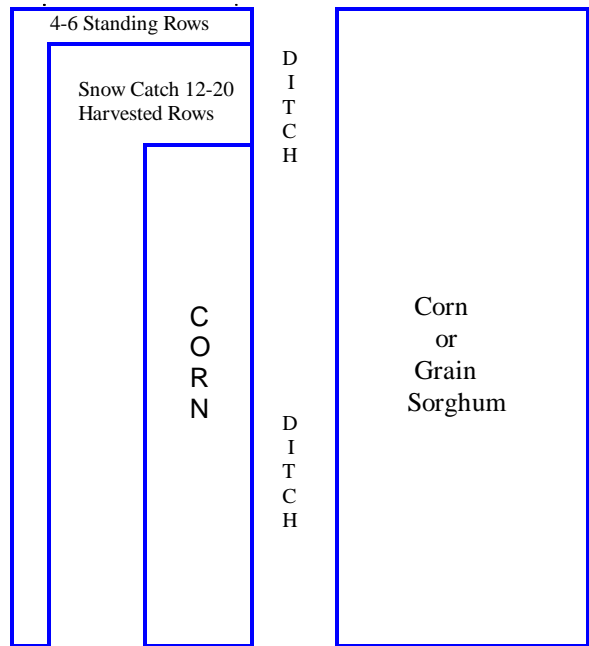 4-6 Standing Rows
Snow Catch 12-20
Harvested Rows
D
I
T
C
H
C
O
R
N
Corn
or
Grain
Sorghum
D
I
T
C
H